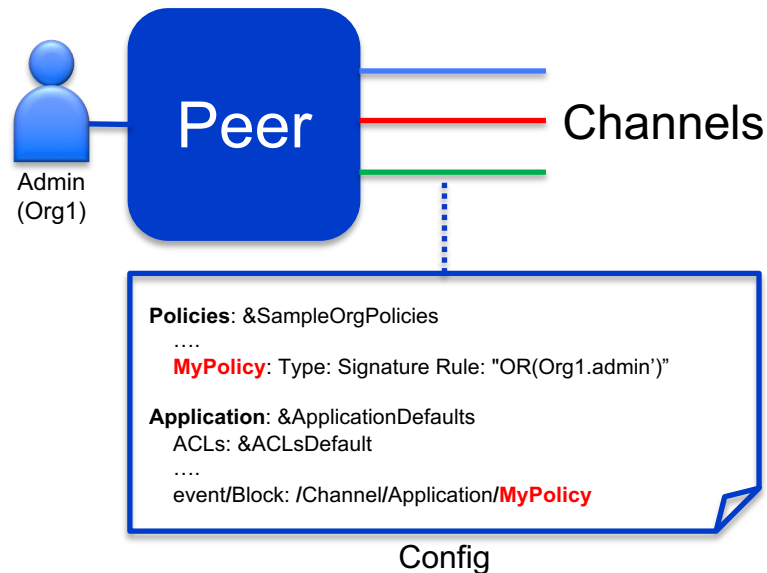 Peer
Channels
Admin
(Org1)
Policies: &SampleOrgPolicies
….
MyPolicy: Type: Signature Rule: "OR(Org1.admin’)”
Application: &ApplicationDefaults
ACLs: &ACLsDefault
….
event/Block: /Channel/Application/MyPolicy
Config